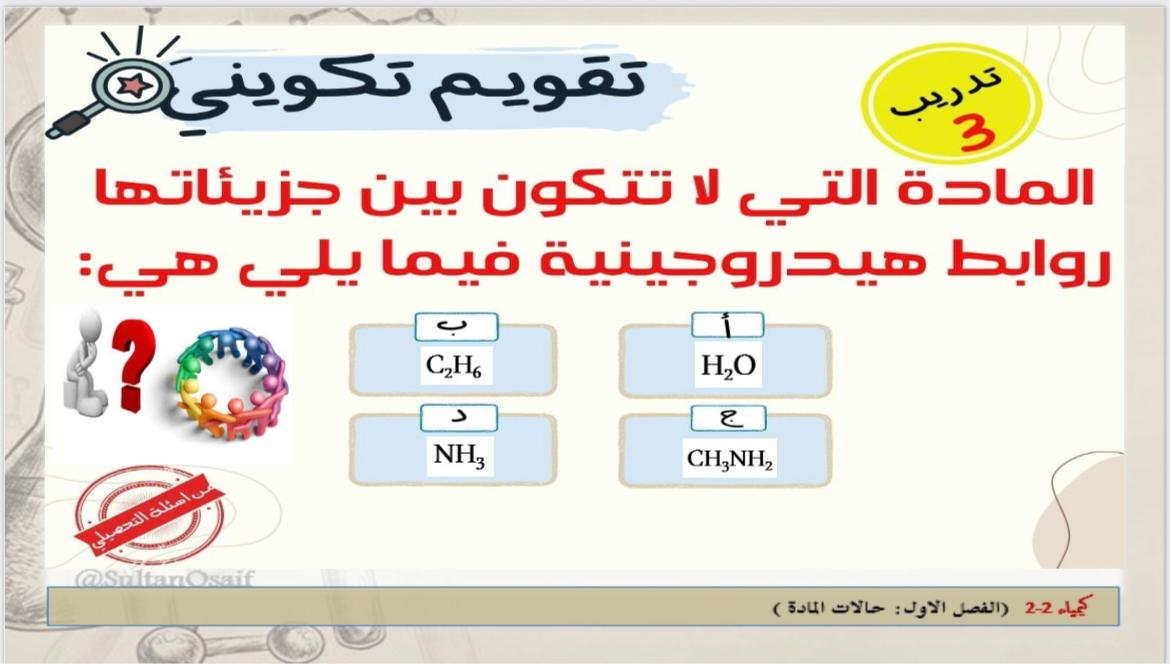 تقويم تكويني
تدريب
3
المادة التي لا تتكون بين جزيئاتها
روابط هيدروجينية فيما يلي هي:
أ
H₂O
ب
C₂H₆
ج
CH₃NH₂
د
NH₃
من اسئلة التحصيلي
@SultanOsaif
كيمياء 2-2 (الفصل الاول: حالات المادة )